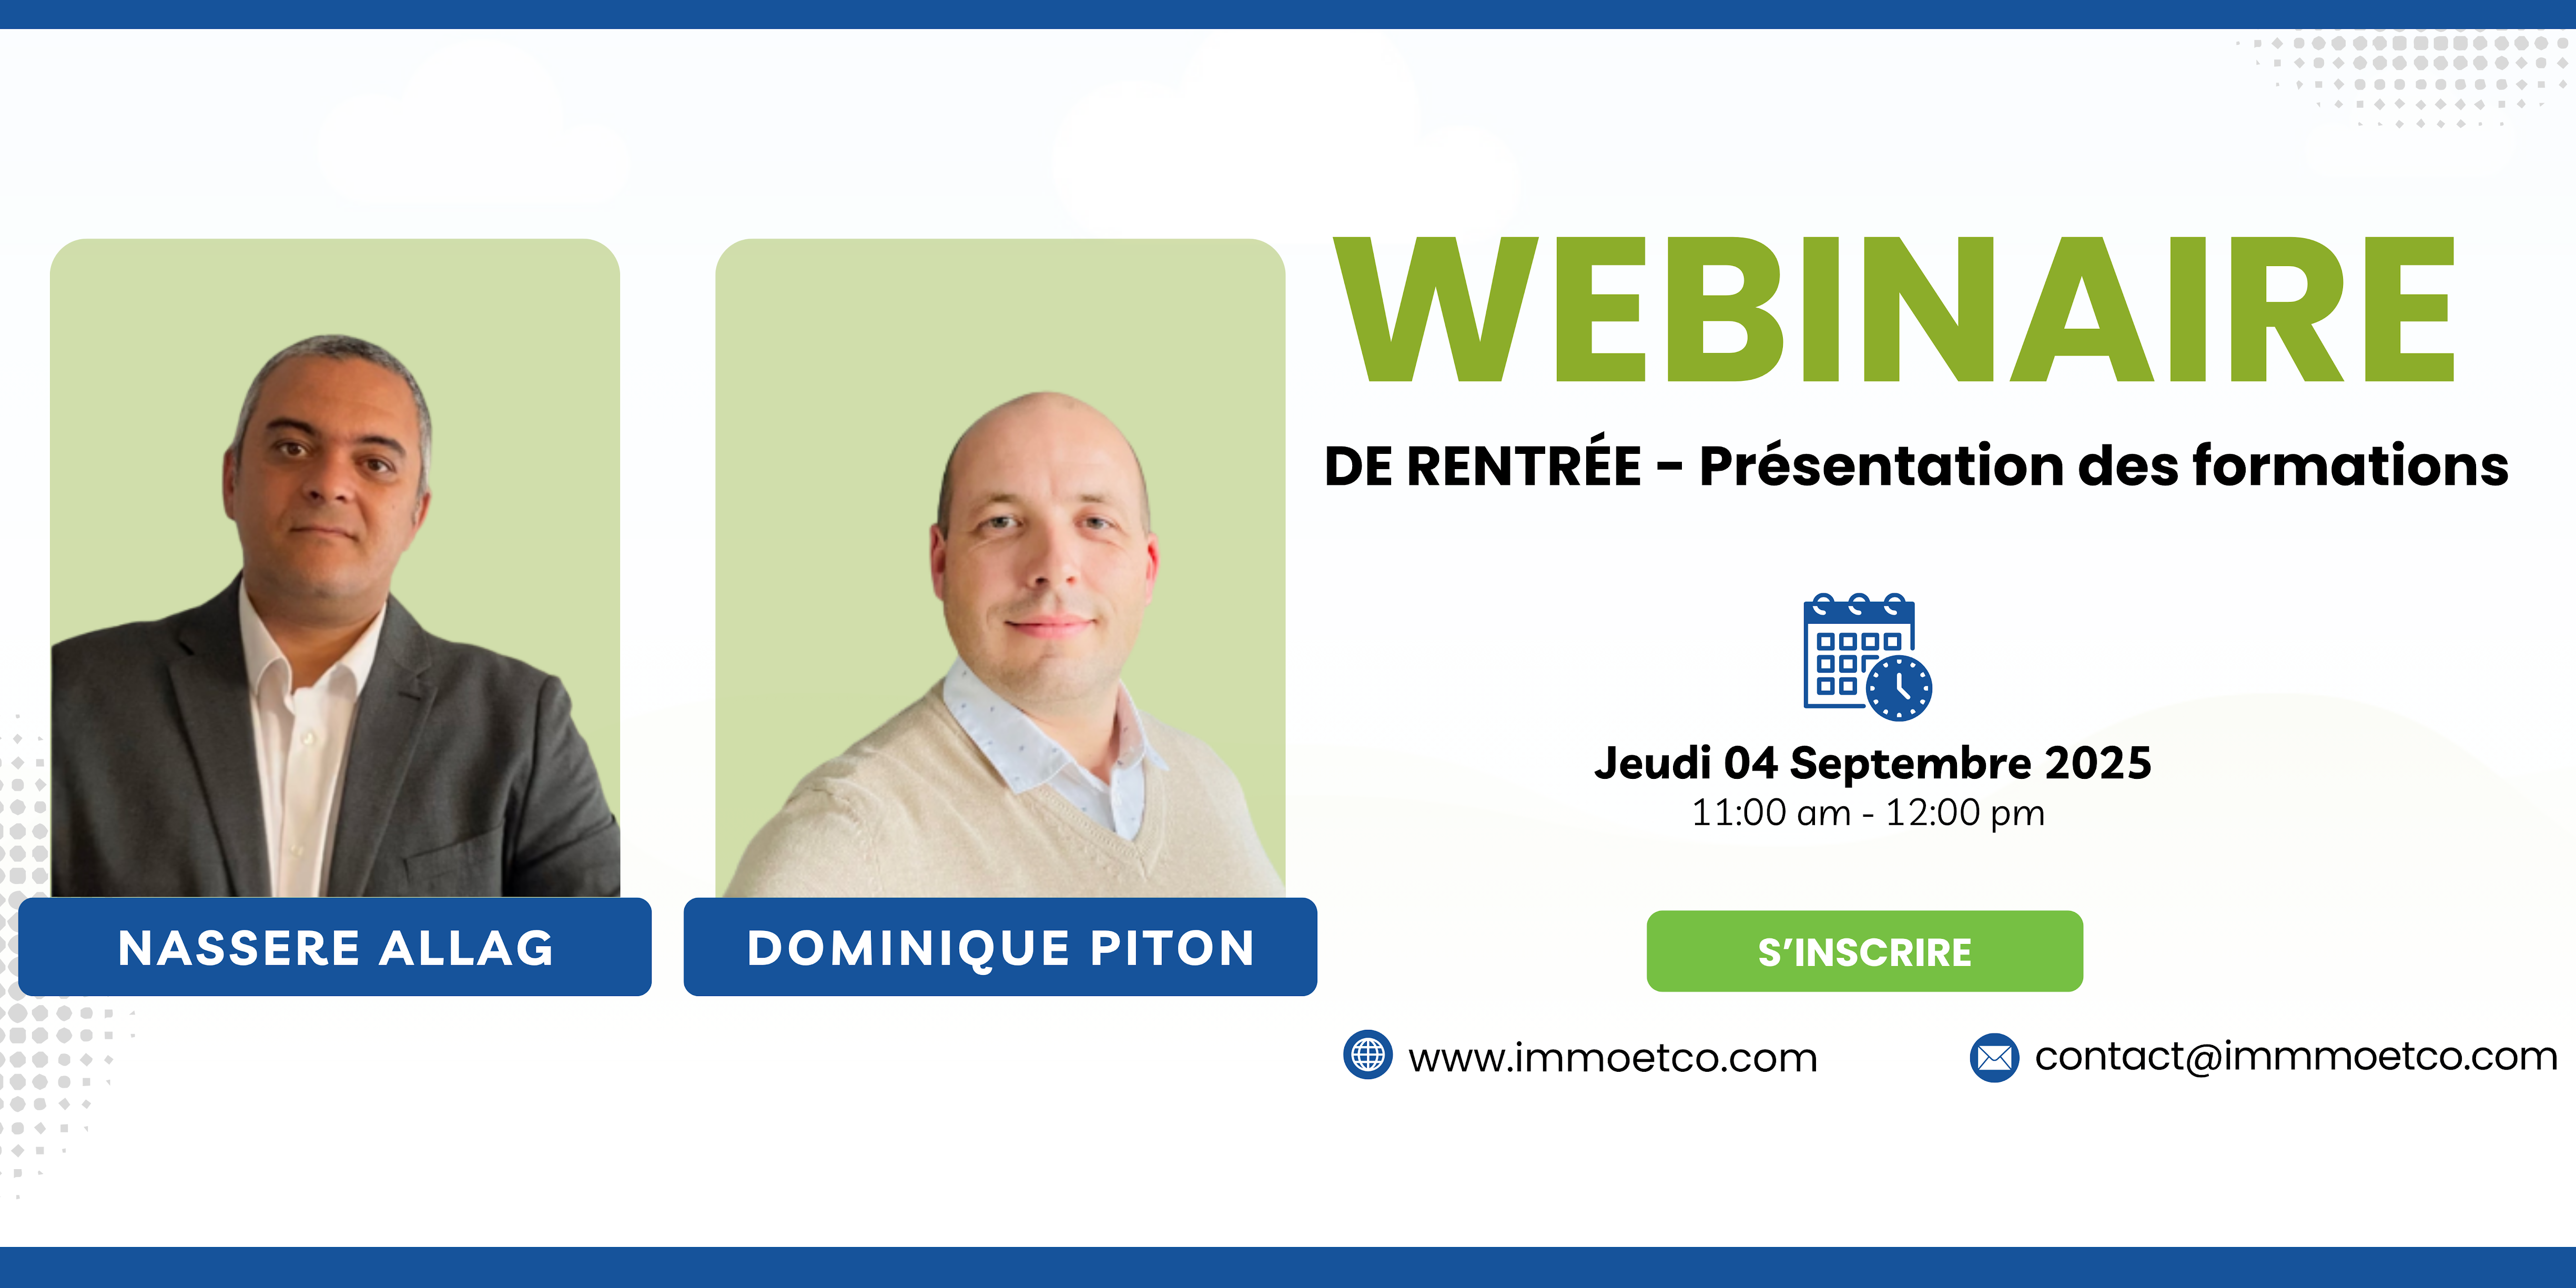 WEBINAIRE
DE RENTRÉE – Présentation des formations
Jeudi 04 Septembre 2025
11:00 am - 12:00 pm
NASSERE ALLAG
DOMINIQUE PITON
S’INSCRIRE
www.immoetco.com
contact@immmoetco.com